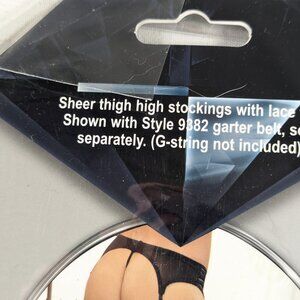 Sheer thigh high stockings with lace
Shown with Style 9382 garter belt,
separately. (G-string not included)